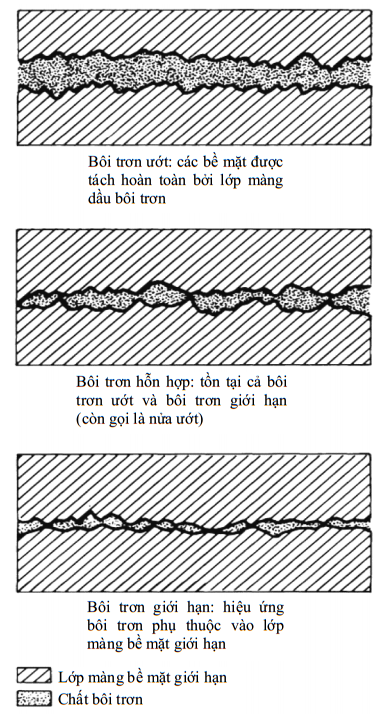 Bôi trơn ướt: các bề mặt được
tách hoàn toàn bởi lớp màng
dầu bôi trơn
Bôi trơn hỗn hợp: tồn tại cả bôi
trơn ướt và bôi trơn giới hạn
(còn gọi là nửa ướt)
Bôi trơn giới hạn: hiệu ứng
bôi trơn phụ thuộc vào lớp
màng bề mặt giới hạn
Lớp màng bề mặt giới hạn
Chất bôi trơn